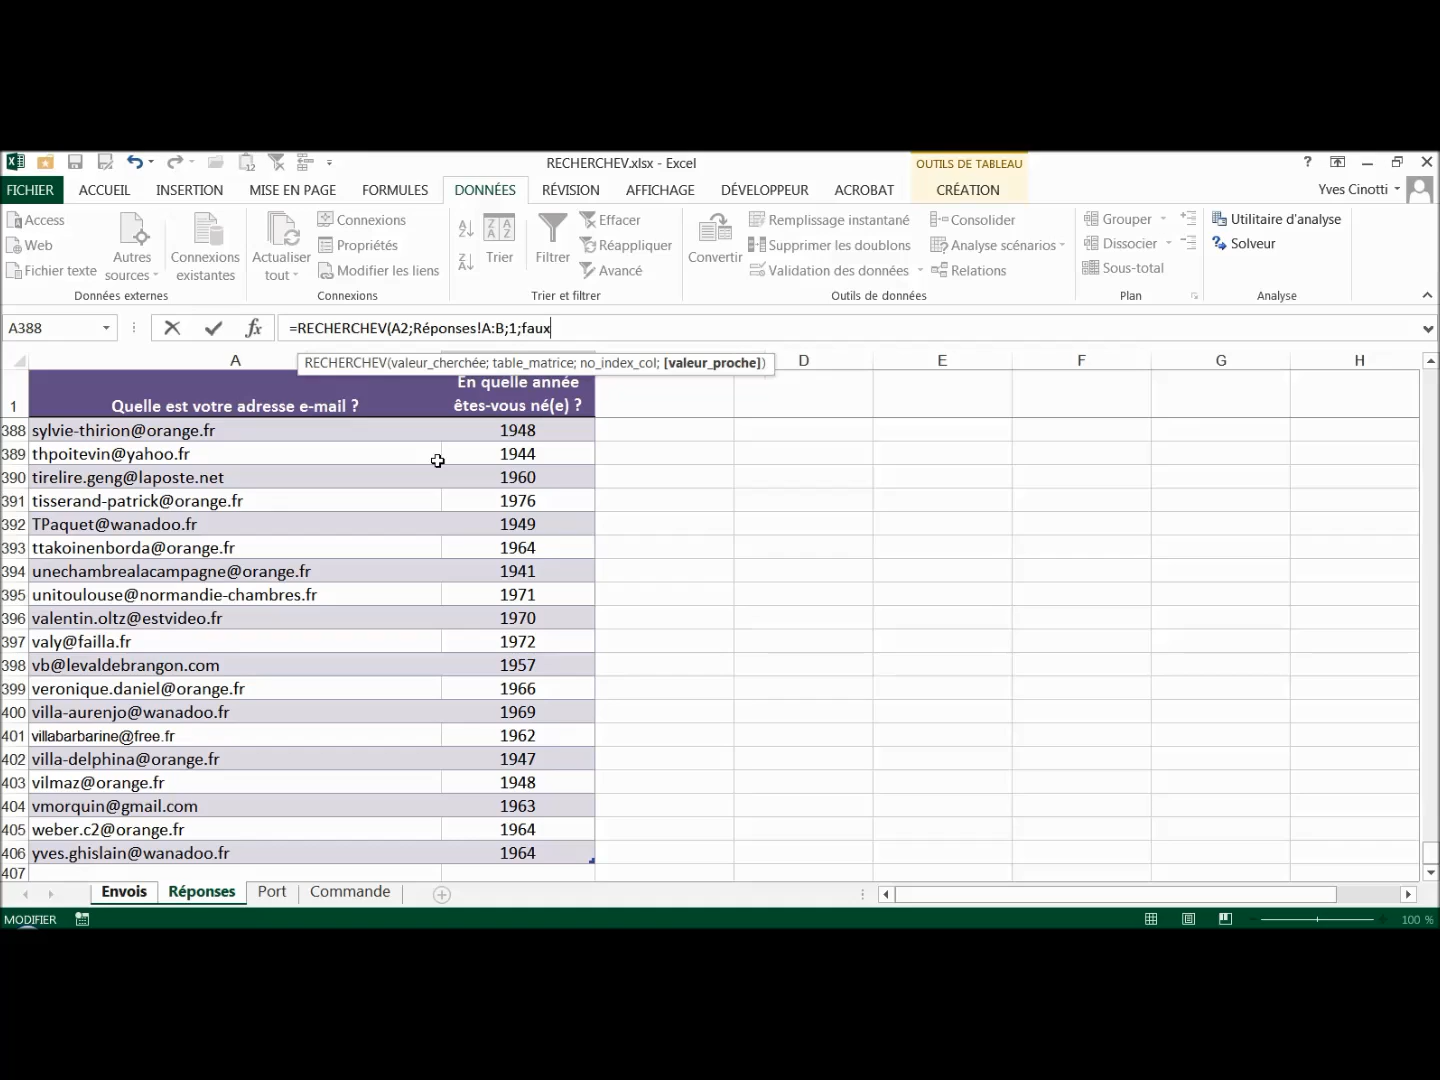 RECHERCHEV.xlsx - Excel
OUTILS DE TABLEAU
?
FICHIER ACCUEIL INSERTION MISE EN PAGE FORMULES DONNÉES RÉVISION AFFICHAGE DÉVELOPPEUR ACROBAT CRÉATION
Yves Cinotti
Access
Web
Fichier texte
Autres sources
Connexions existantes
Données externes
Actualiser tout
Connexions
Propriétés
Modifier les liens
Connexions
Trier
Filtrer
Effacer
Réappliquer
Avancé
Trier et filtrer
Convertir
Remplissage instantané
Supprimer les doublons
Validation des données
Consolider
Analyse scénarios
Relations
Outils de données
Grouper
Dissocier
Sous-total
Plan
Utilitaire d'analyse
Solveur
Analyse
A388
fx
=RECHERCHEV(A2;Réponses!A:B;1;faux
RECHERCHEV(valeur_cherchée; table_matrice; no_index_col; [valeur_proche])
A D E F G H
1 Quelle est votre adresse e-mail ? En quelle année êtes-vous né(e) ?
388 sylvie-thirion@orange.fr 1948
389 thpoitevin@yahoo.fr 1944
390 tirelire.geng@laposte.net 1960
391 tisserand-patrick@orange.fr 1976
392 TPaquet@wanadoo.fr 1949
393 ttakoinenborda@orange.fr 1964
394 unechambrealacampagne@orange.fr 1941
395 unitoulouse@normandie-chambres.fr 1971
396 valentin.oltz@estvideo.fr 1970
397 valy@failla.fr 1972
398 vb@levaldebrangon.com 1957
399 veronique.daniel@orange.fr 1966
400 villa-aurenjo@wanadoo.fr 1969
401 villabarbarine@free.fr 1962
402 villa-delphina@orange.fr 1947
403 vilmaz@orange.fr 1948
404 vmorquin@gmail.com 1963
405 weber.c2@orange.fr 1964
406 yves.ghislain@wanadoo.fr 1964
407
Envois Réponses Port Commande
MODIFIER
100 %